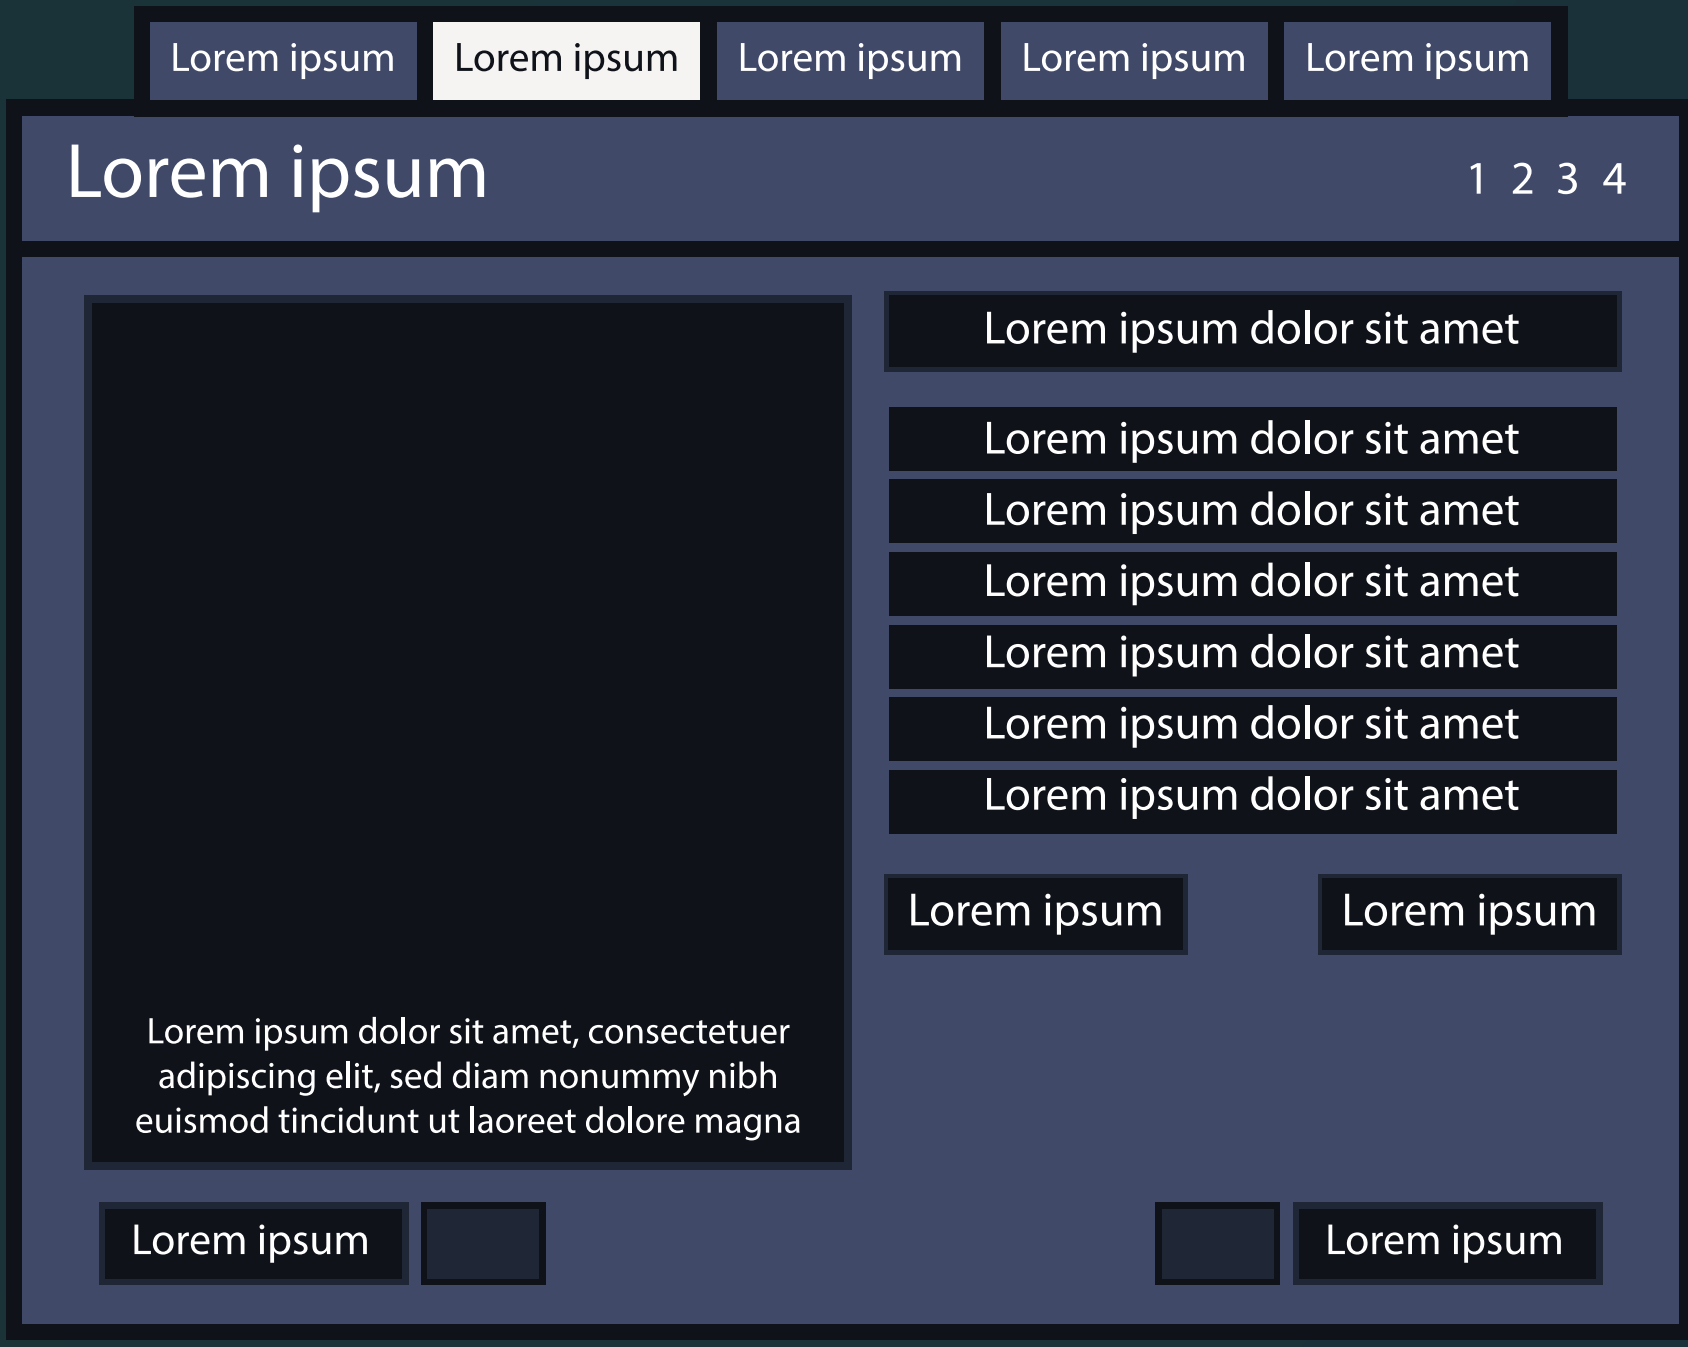 Lorem ipsum
Lorem ipsum
Lorem ipsum
Lorem ipsum
Lorem ipsum
Lorem ipsum
1 2 3 4
Lorem ipsum dolor sit amet
Lorem ipsum dolor sit amet
Lorem ipsum dolor sit amet
Lorem ipsum dolor sit amet
Lorem ipsum dolor sit amet
Lorem ipsum dolor sit amet
Lorem ipsum dolor sit amet
Lorem ipsum
Lorem ipsum
Lorem ipsum dolor sit amet, consectetuer
adipiscing elit, sed diam nonummy nibh
euismod tincidunt ut laoreet dolore magna
Lorem ipsum
Lorem ipsum